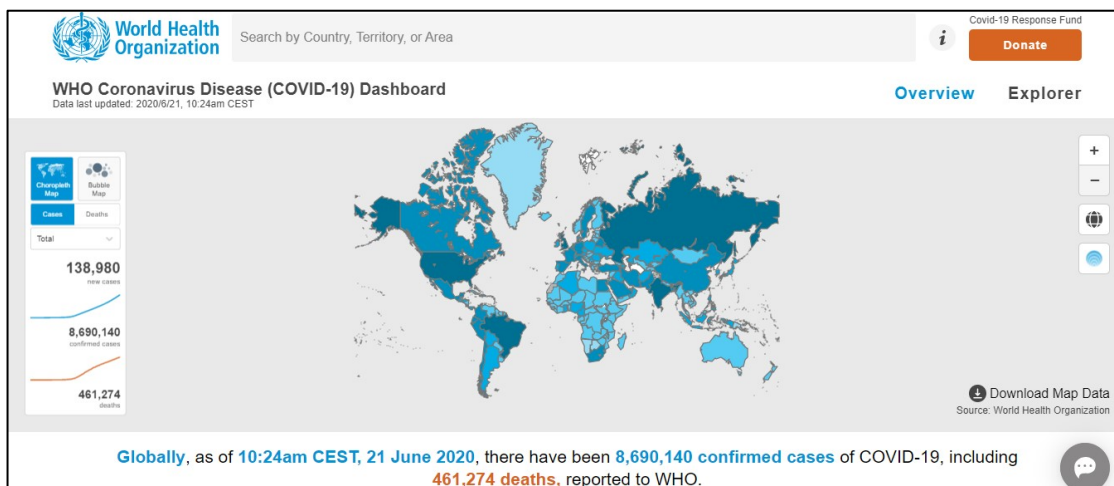 World Health
Organization
Search by Country, Territory, or Area
i
Covid-19 Response Fund
Donate
WHO Coronavirus Disease (COVID-19) Dashboard
Data last updated: 2020/6/21, 10:24am CEST
Overview
Explorer
Choropleth
Map
Bubble
Map
Cases
Deaths
Total
138,980
new cases
8,690,140
confirmed cases
461,274
deaths
+
−
Download Map Data
Source: World Health Organization
Globally, as of 10:24am CEST, 21 June 2020, there have been 8,690,140 confirmed cases of COVID-19, including
461,274 deaths, reported to WHO.